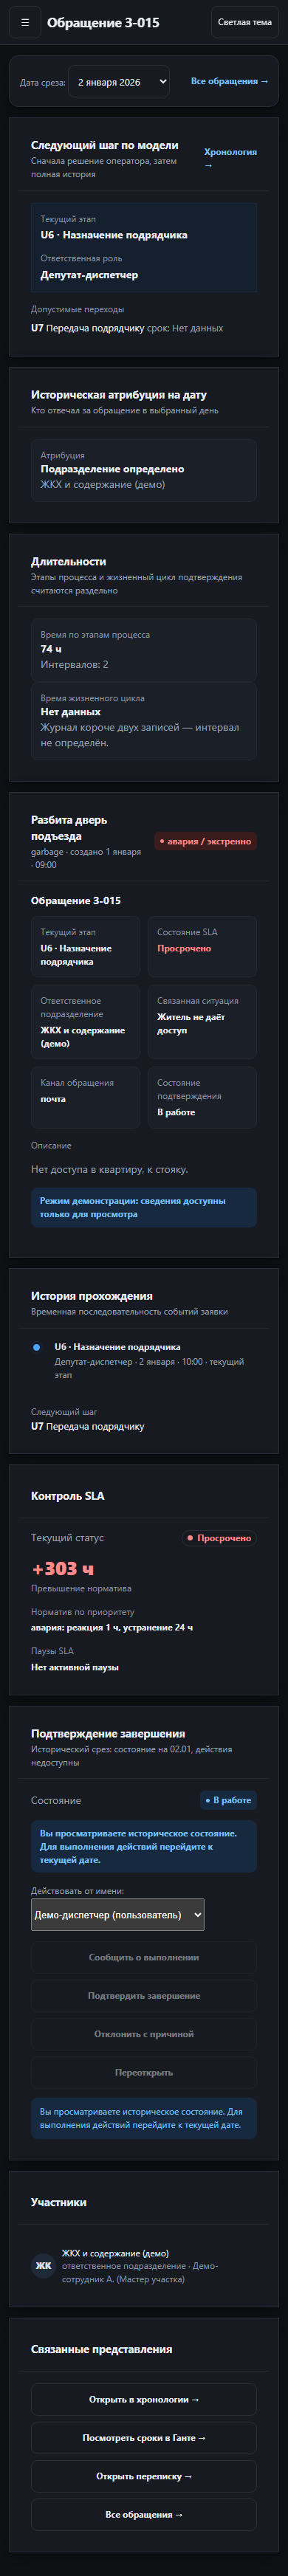 ☰ Обращение З-015 Светлая тема
Дата среза: 2 января 2026 Все обращения →
Следующий шаг по модели
Сначала решение оператора, затем
полная история
Хронология
→
Текущий этап
U6 · Назначение подрядчика
Ответственная роль
Депутат-диспетчер
Допустимые переходы
U7 Передача подрядчику срок: Нет данных
Историческая атрибуция на дату
Кто отвечал за обращение в выбранный день
Атрибуция
Подразделение определено
ЖКХ и содержание (демо)
Длительности
Этапы процесса и жизненный цикл подтверждения
считаются раздельно
Время по этапам процесса
74 ч
Интервалов: 2
Время жизненного цикла
Нет данных
Журнал короче двух записей — интервал
не определён.
Разбита дверь
подъезда
garbage · создано 1 января
· 09:00
авария / экстренно
Обращение З-015
Текущий этап
U6 · Назначение
подрядчика
Состояние SLA
Просрочено
Ответственное
подразделение
ЖКХ и содержание
(демо)
Связанная ситуация
Житель не даёт
доступ
Канал обращения
почта
Состояние
подтверждения
В работе
Описание
Нет доступа в квартиру, к стояку.
Режим демонстрации: сведения доступны
только для просмотра
История прохождения
Временная последовательность событий заявки
U6 · Назначение подрядчика
Депутат-диспетчер · 2 января · 10:00 · текущий
этап
Следующий шаг
U7 Передача подрядчику
Контроль SLA
Текущий статус Просрочено
+303 ч
Превышение норматива
Норматив по приоритету
авария: реакция 1 ч, устранение 24 ч
Паузы SLA
Нет активной паузы
Подтверждение завершения
Исторический срез: состояние на 02.01, действия
недоступны
Состояние В работе
Вы просматриваете историческое состояние.
Для выполнения действий перейдите к
текущей дате.
Действовать от имени:
Демо-диспетчер (пользователь)
Сообщить о выполнении
Подтвердить завершение
Отклонить с причиной
Переоткрыть
Вы просматриваете историческое состояние. Для
выполнения действий перейдите к текущей дате.
Участники
ЖК
ЖКХ и содержание (демо)
ответственное подразделение · Демо-
сотрудник А. (Мастер участка)
Связанные представления
Открыть в хронологии →
Посмотреть сроки в Ганте →
Открыть переписку →
Все обращения →